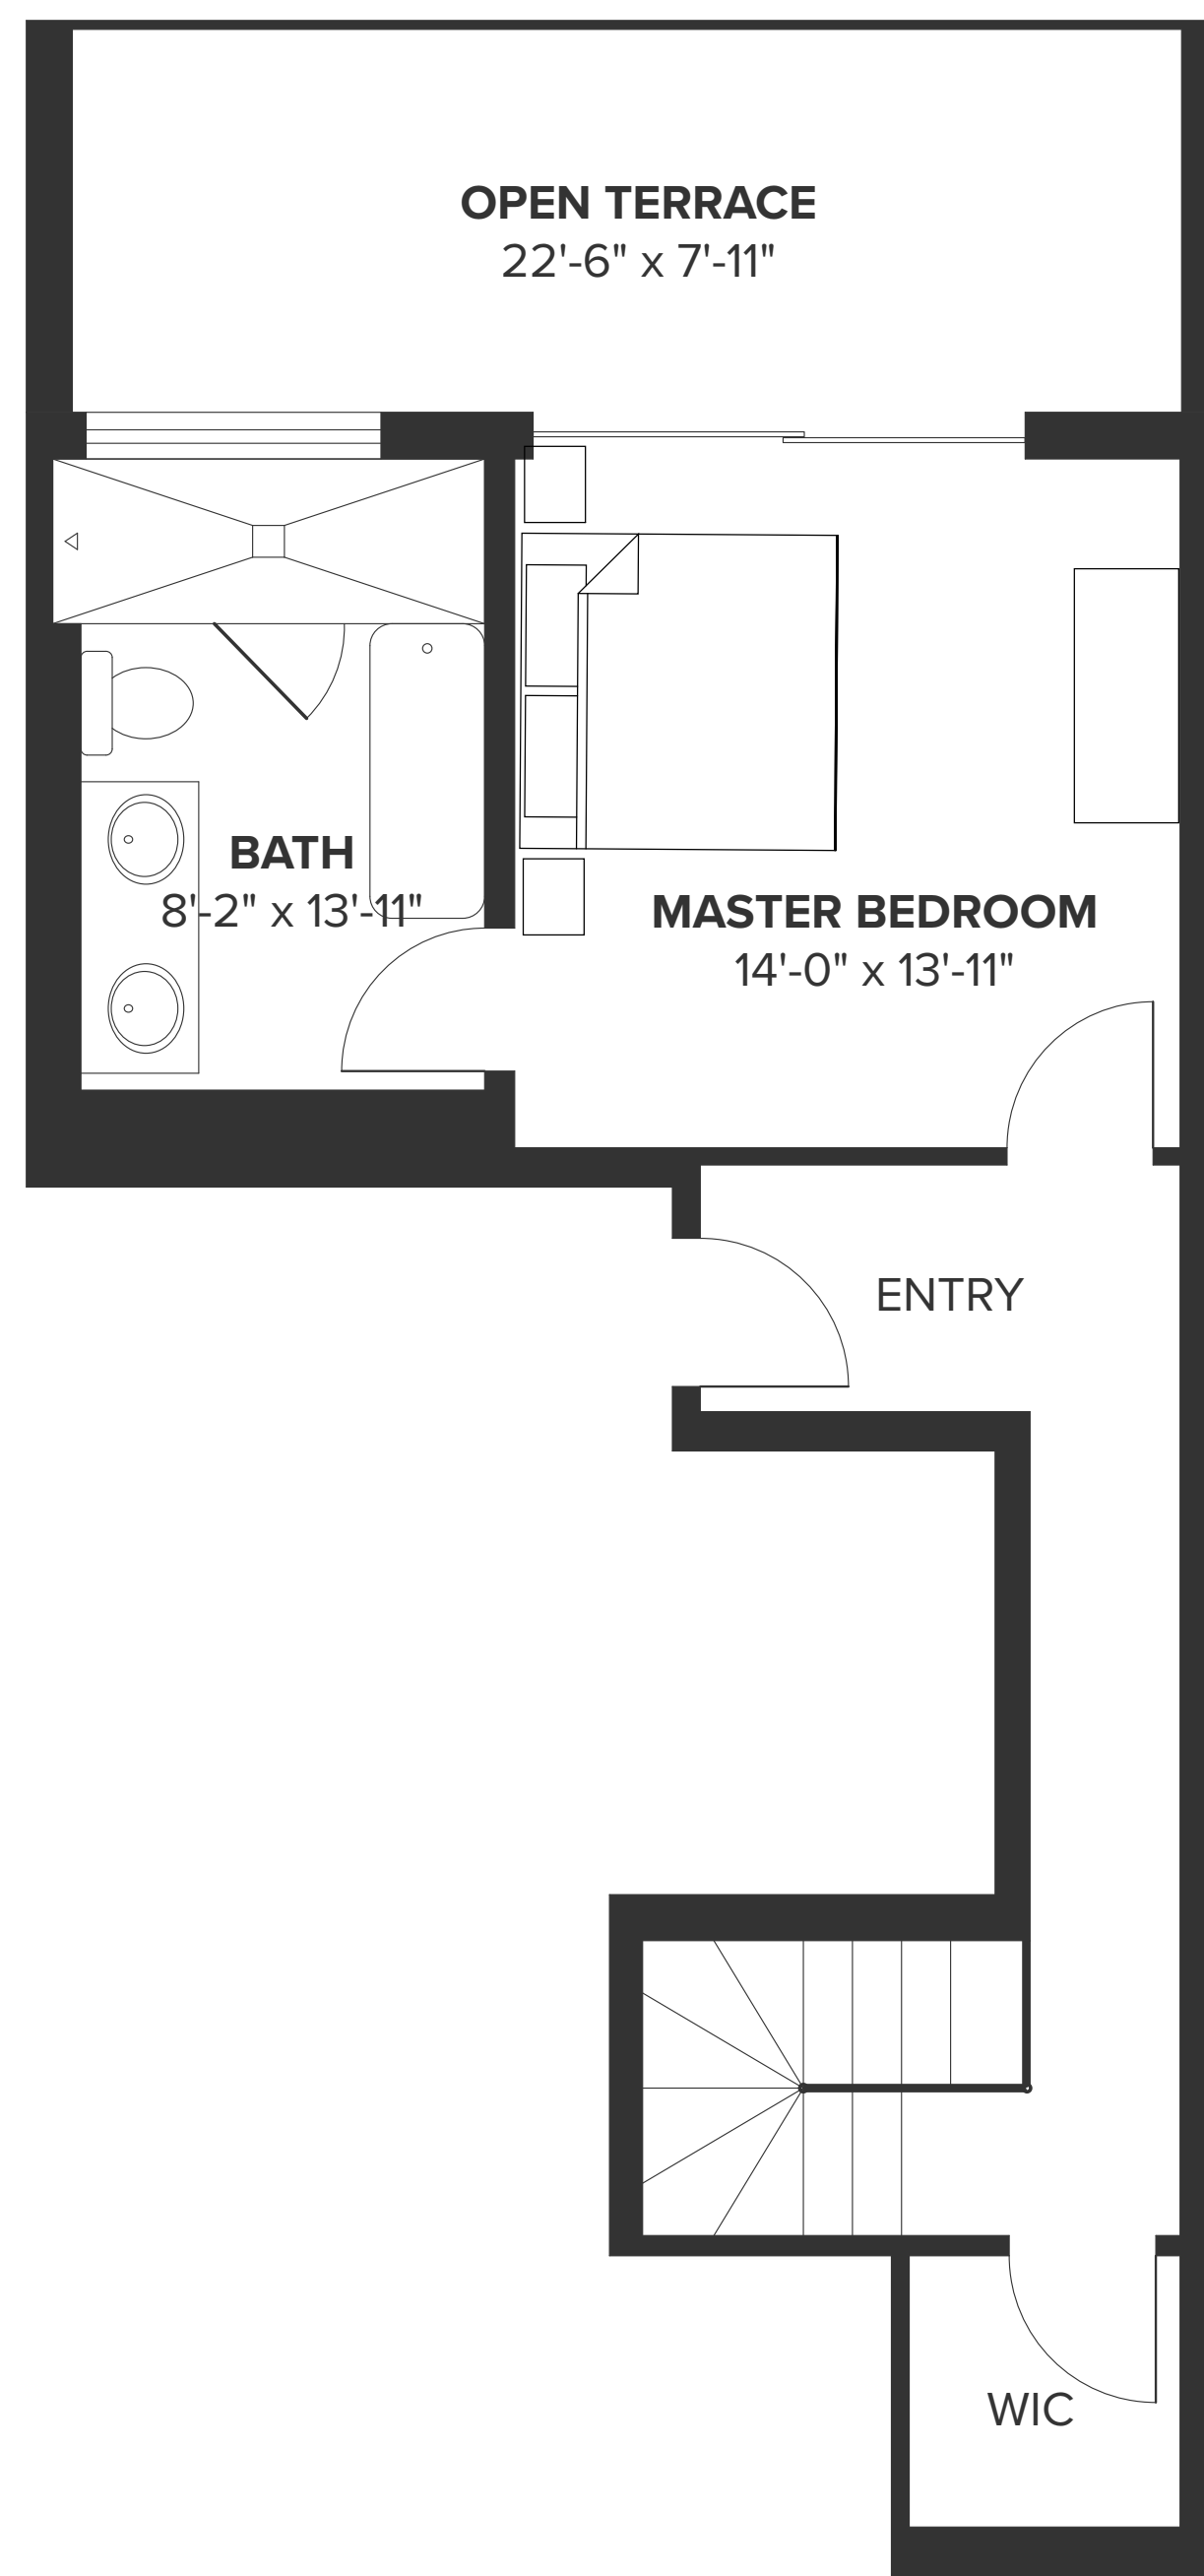 OPEN TERRACE
22'-6" x 7'-11"
BATH
8'-2" x 13'-11"
MASTER BEDROOM
14'-0" x 13'-11"
ENTRY
WIC